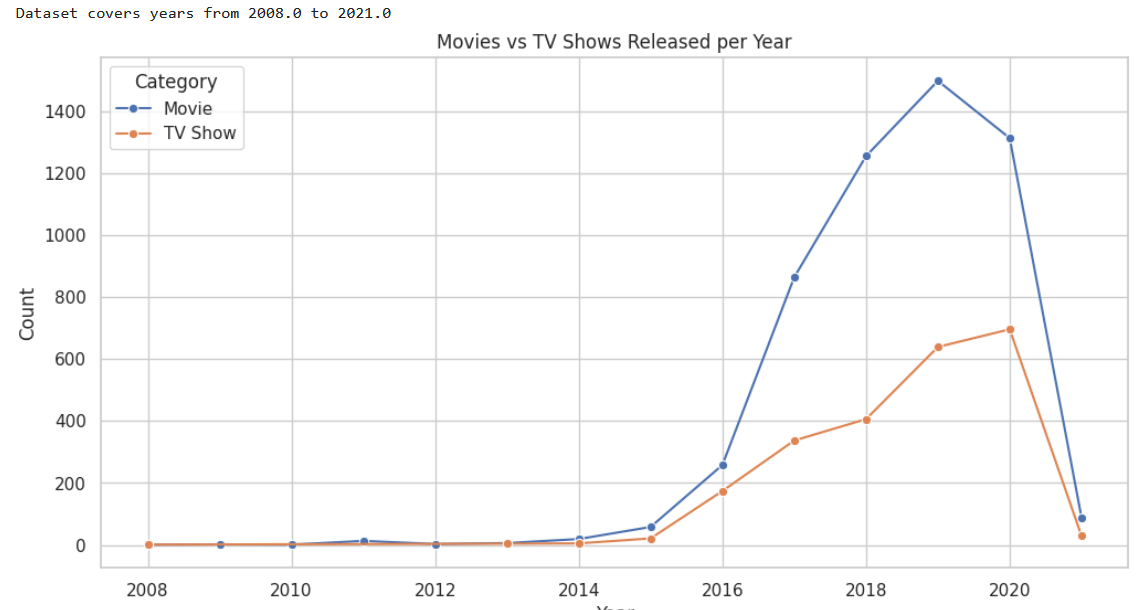 Dataset covers years from 2008.0 to 2021.0
Movies vs TV Shows Released per Year
Category
Movie
TV Show
1400
1200
1000
800
600
400
200
0
Count
2008 2010 2012 2014 2016 2018 2020
Year